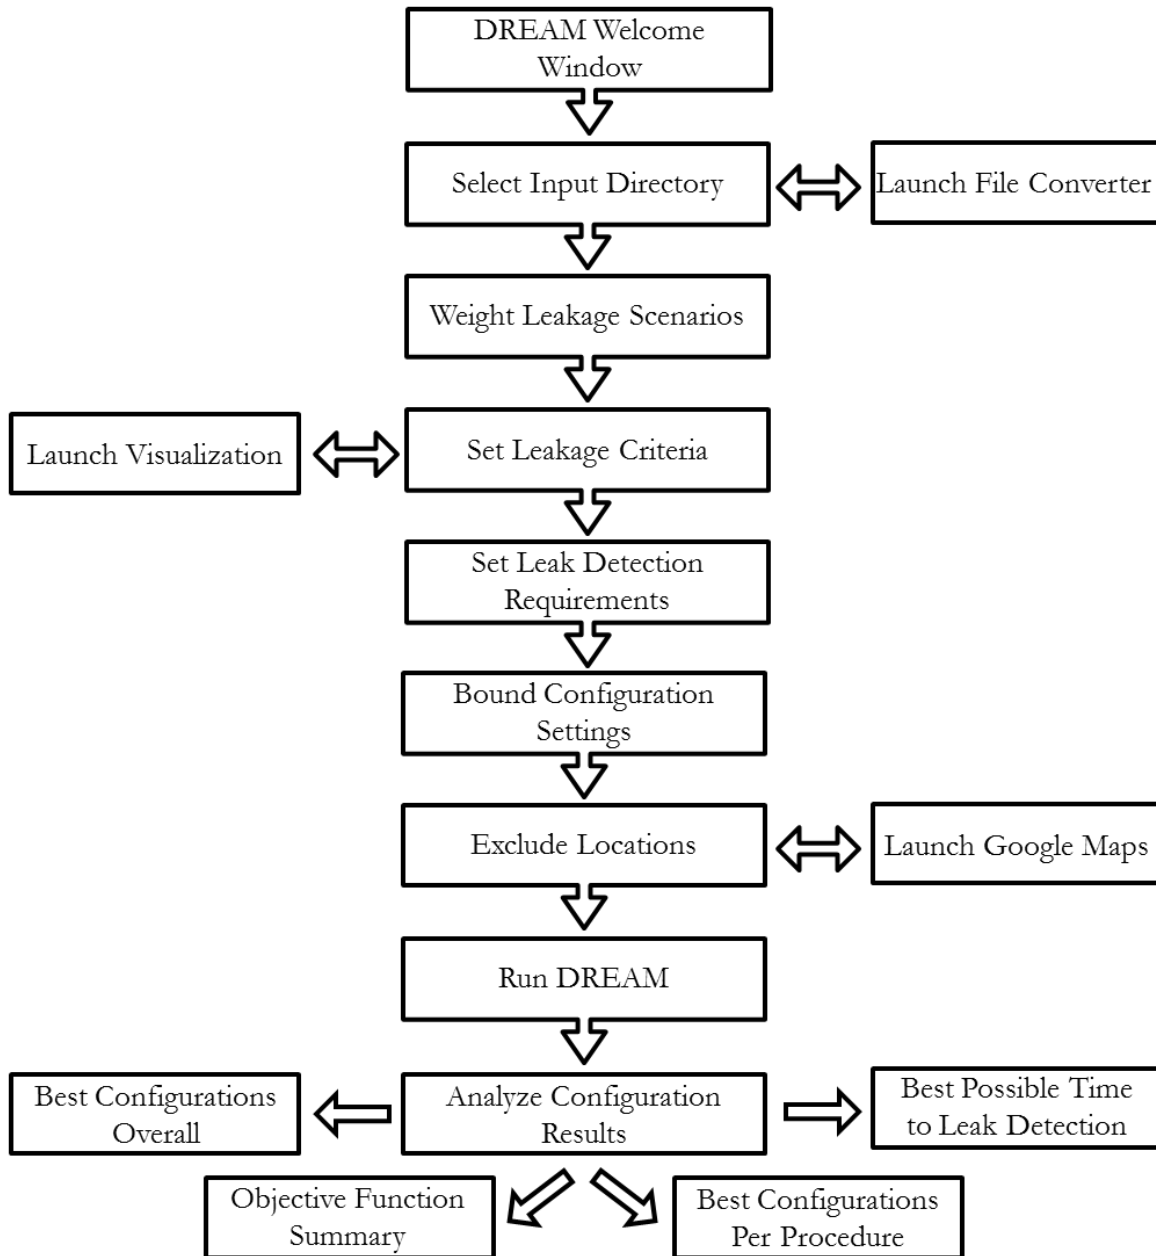 DREAM Welcome
Window
Select Input Directory
Launch File Converter
Weight Leakage Scenarios
Launch Visualization
Set Leakage Criteria
Set Leak Detection
Requirements
Bound Configuration
Settings
Exclude Locations
Launch Google Maps
Run DREAM
Best Configurations
Overall
Analyze Configuration
Results
Best Possible Time
to Leak Detection
Objective Function
Summary
Best Configurations
Per Procedure